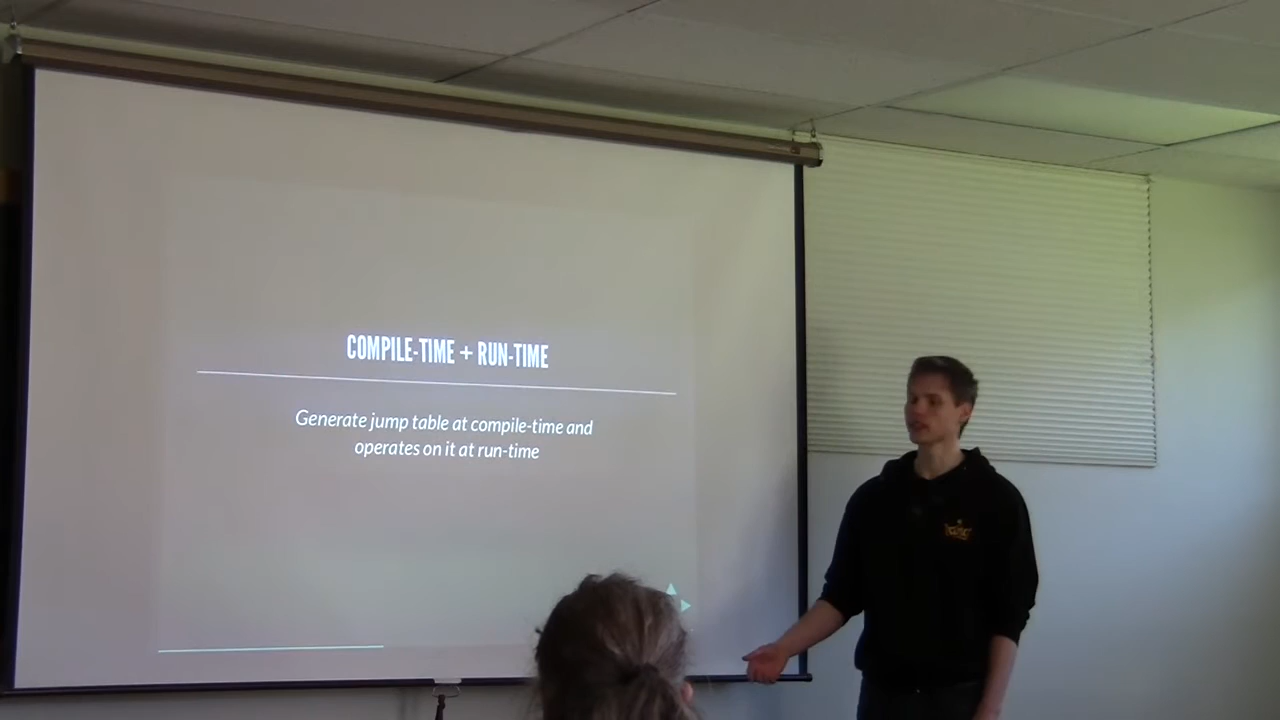 COMPILE-TIME + RUN-TIME
Generate jump table at compile-time and
operates on it at run-time